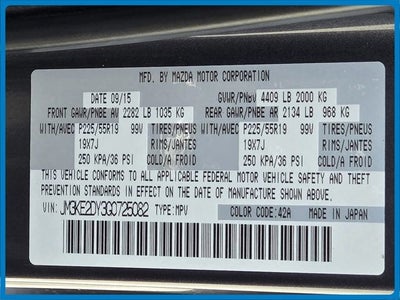 MFD. BY MAZDA MOTOR CORPORATION
DATE 09/15 GVWR/PNBV 4409 LB 2000 KG
FRONT GAWR/PNBE AV 2282 LB 1035 KG REAR GAWR/PNBE AR 2134 LB 968 KG
WITH/AVEC P225/55R19 99V TIRES/PNEUS WITH/AVEC P225/55R19 99V TIRES/PNEUS
19X7J RIMS/JANTES 19X7J RIMS/JANTES
250 KPA/36 PSI COLD/A FROID 250 KPA/36 PSI COLD/A FROID
THIS VEHICLE CONFORMS TO ALL APPLICABLE FEDERAL MOTOR VEHICLE SAFETY AND THEFT
PREVENTION STANDARDS IN EFFECT ON THE DATE OF MANUFACTURE SHOWN ABOVE.
VIN: JM3KE2DY3G0725082 TYPE:MPV COLOR CODE:42A MADE IN JAPAN